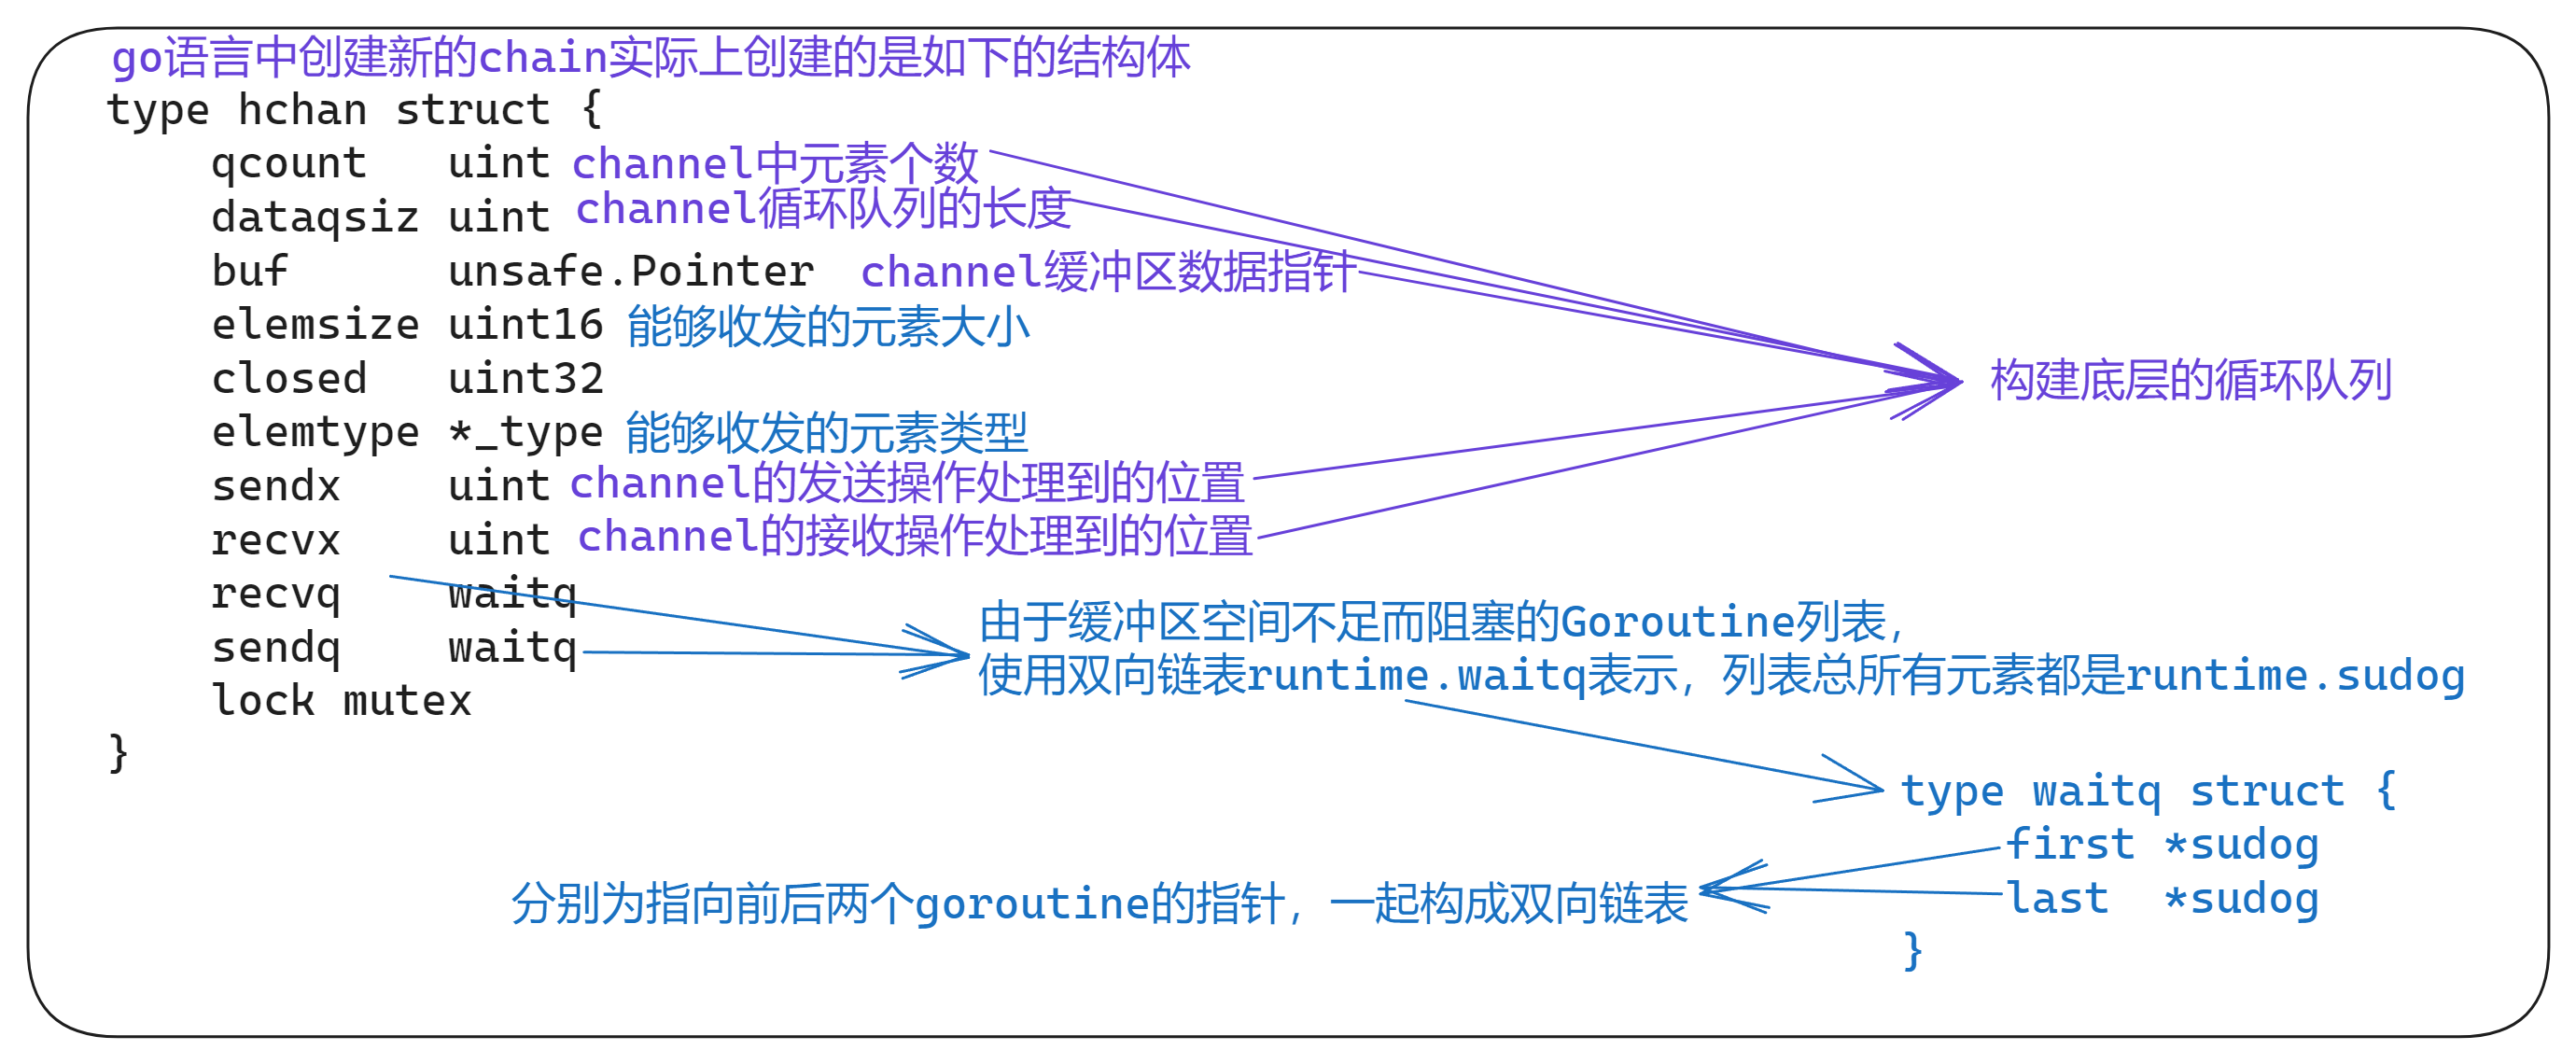 go语言中创建新的chain实际上创建的是如下的结构体
type hchan struct {
qcount uint channel中元素个数
dataqsiz uint channel循环队列的长度
buf unsafe.Pointer channel缓冲区数据指针
elemsize uint16 能够收发的元素大小
closed uint32
构建底层的循环队列
elemtype *_type 能够收发的元素类型
sendx uint channel的发送操作处理到的位置
recvx uint channel的接收操作处理到的位置
recvq waitq
sendq waitq
lock mutex
}
由于缓冲区空间不足而阻塞的Goroutine列表，
使用双向链表runtime.waitq表示，列表总所有元素都是runtime.sudog
type waitq struct {
first *sudog
last *sudog
}
分别为指向前后两个goroutine的指针，一起构成双向链表